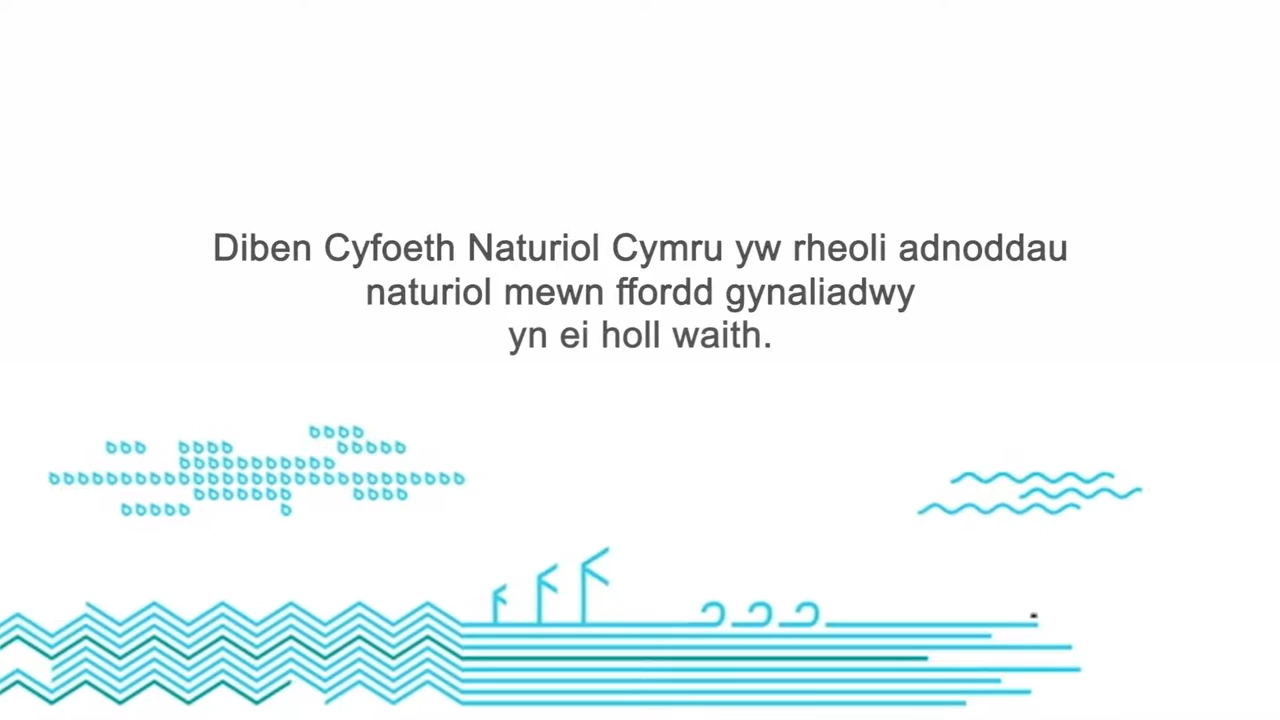 Diben Cyfoeth Naturiol Cymru yw rheoli adnoddau
naturiol mewn ffordd gynaliadwy
yn ei holl waith.